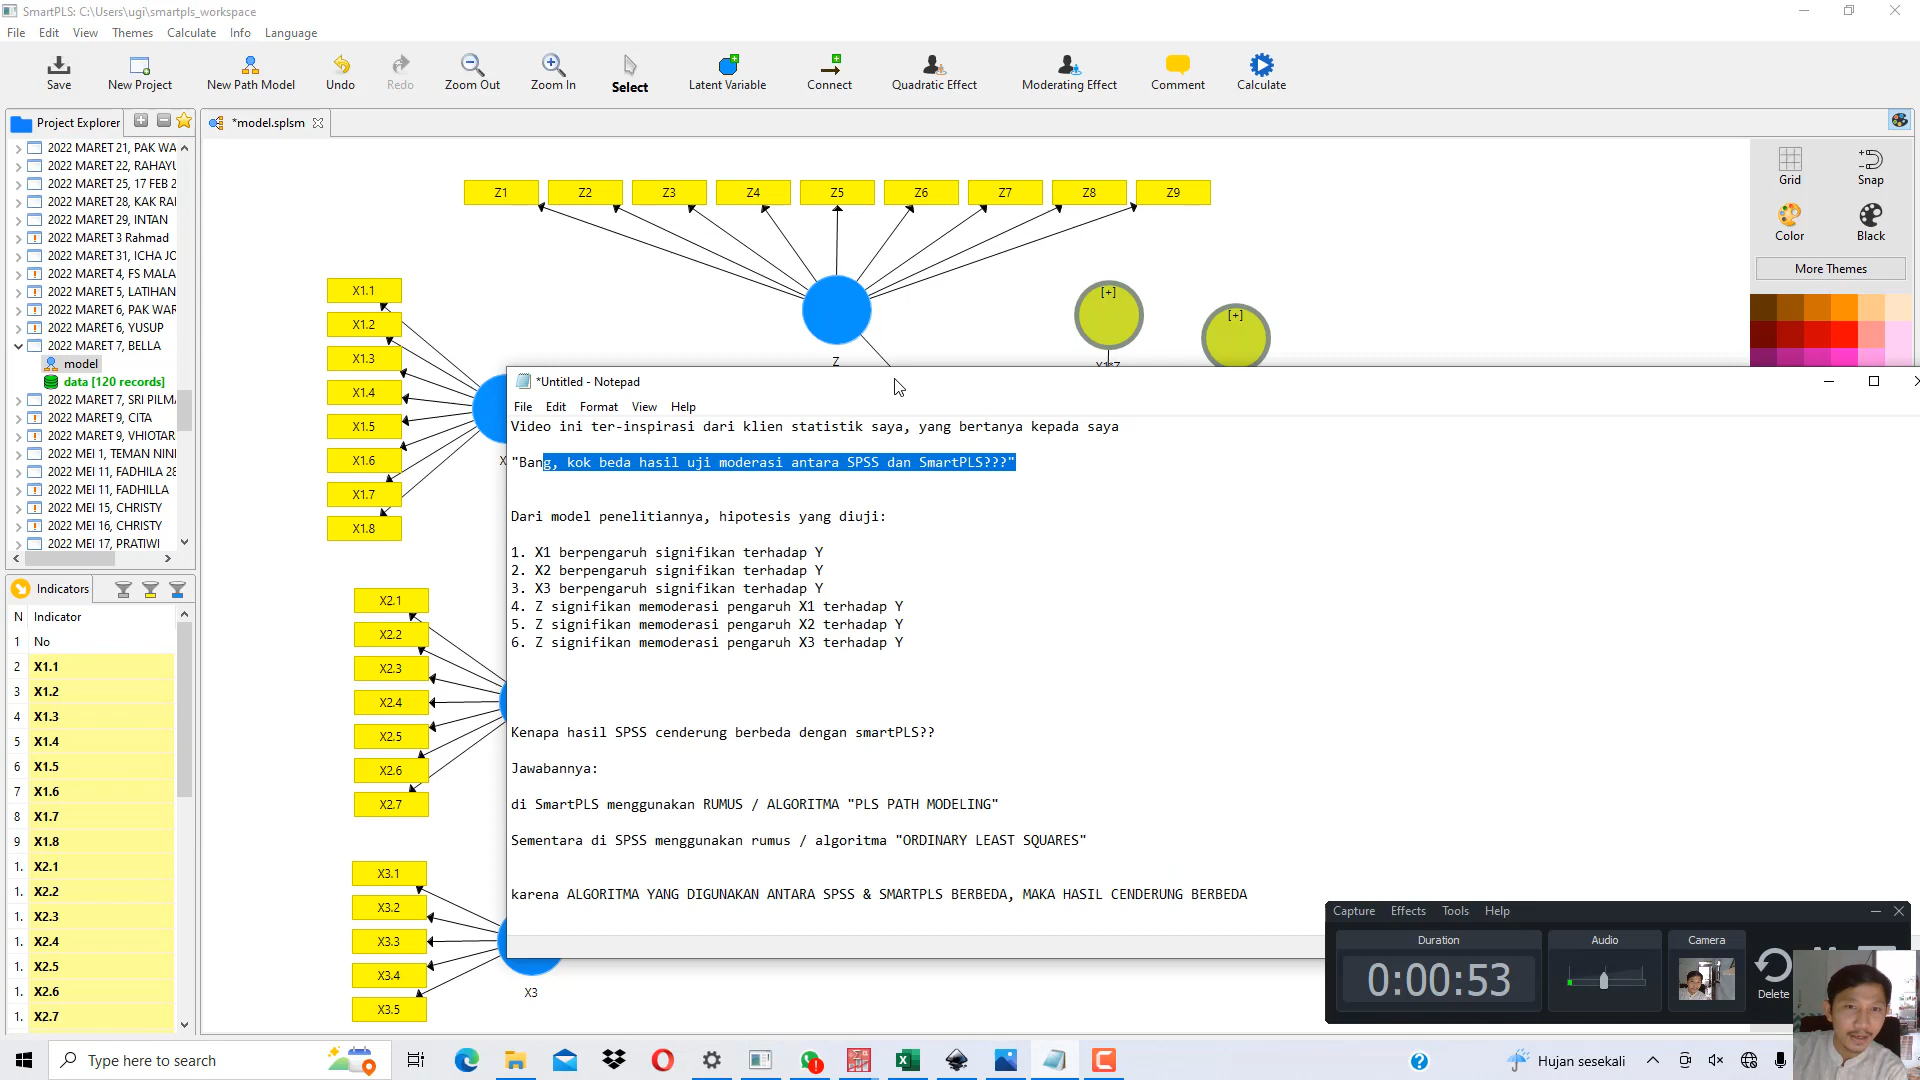 SmartPLS: C:\Users\ugi\smartpls_workspace
File Edit View Themes Calculate Info Language
Save New Project New Path Model Undo Redo Zoom Out Zoom In Select Latent Variable Connect Quadratic Effect Moderating Effect Comment Calculate
Project Explorer
*model.splsm
2022 MARET 21, PAK WA
2022 MARET 22, RAHAYU
2022 MARET 25, 17 FEB 2
2022 MARET 28, KAK RAI
2022 MARET 29, INTAN
2022 MARET 3 Rahmad
2022 MARET 31, ICHA JO
2022 MARET 4, FS MALA
2022 MARET 5, LATIHAN
2022 MARET 6, PAK WAR
2022 MARET 6, YUSUP
2022 MARET 7, BELLA
model
data [120 records]
2022 MARET 7, SRI PILM
2022 MARET 9, CITA
2022 MARET 9, VHIOTAR
2022 MEI 1, TEMAN NINI
2022 MEI 11, FADHILA 28
2022 MEI 11, FADHILLA
2022 MEI 15, CHRISTY
2022 MEI 16, CHRISTY
2022 MEI 17, PRATIWI
Indicators
N Indicator
1 No
2 X1.1
3 X1.2
4 X1.3
5 X1.4
6 X1.5
7 X1.6
8 X1.7
9 X1.8
1. X2.1
1. X2.2
1. X2.3
1. X2.4
1. X2.5
1. X2.6
1. X2.7
Z1 Z2 Z3 Z4 Z5 Z6 Z7 Z8 Z9
Z
X1.1
X1.2
X1.3
X1.4
X1.5
X1.6
X1.7
X1.8
X2.1
X2.2
X2.3
X2.4
X2.5
X2.6
X2.7
X3.1
X3.2
X3.3
X3.4
X3.5
X3
[+]
[+]
Grid Snap
Color Black
More Themes
*Untitled - Notepad
File Edit Format View Help
Video ini ter-inspirasi dari klien statistik saya, yang bertanya kepada saya
"Bang, kok beda hasil uji moderasi antara SPSS dan SmartPLS???"
Dari model penelitiannya, hipotesis yang diuji:
1. X1 berpengaruh signifikan terhadap Y
2. X2 berpengaruh signifikan terhadap Y
3. X3 berpengaruh signifikan terhadap Y
4. Z signifikan memoderasi pengaruh X1 terhadap Y
5. Z signifikan memoderasi pengaruh X2 terhadap Y
6. Z signifikan memoderasi pengaruh X3 terhadap Y
Kenapa hasil SPSS cenderung berbeda dengan smartPLS??
Jawabannya:
di SmartPLS menggunakan RUMUS / ALGORITMA "PLS PATH MODELING"
Sementara di SPSS menggunakan rumus / algoritma "ORDINARY LEAST SQUARES"
karena ALGORITMA YANG DIGUNAKAN ANTARA SPSS & SMARTPLS BERBEDA, MAKA HASIL CENDERUNG BERBEDA
Capture Effects Tools Help
Duration Audio Camera
0:00:53
Delete
Type here to search
Hujan sesekali